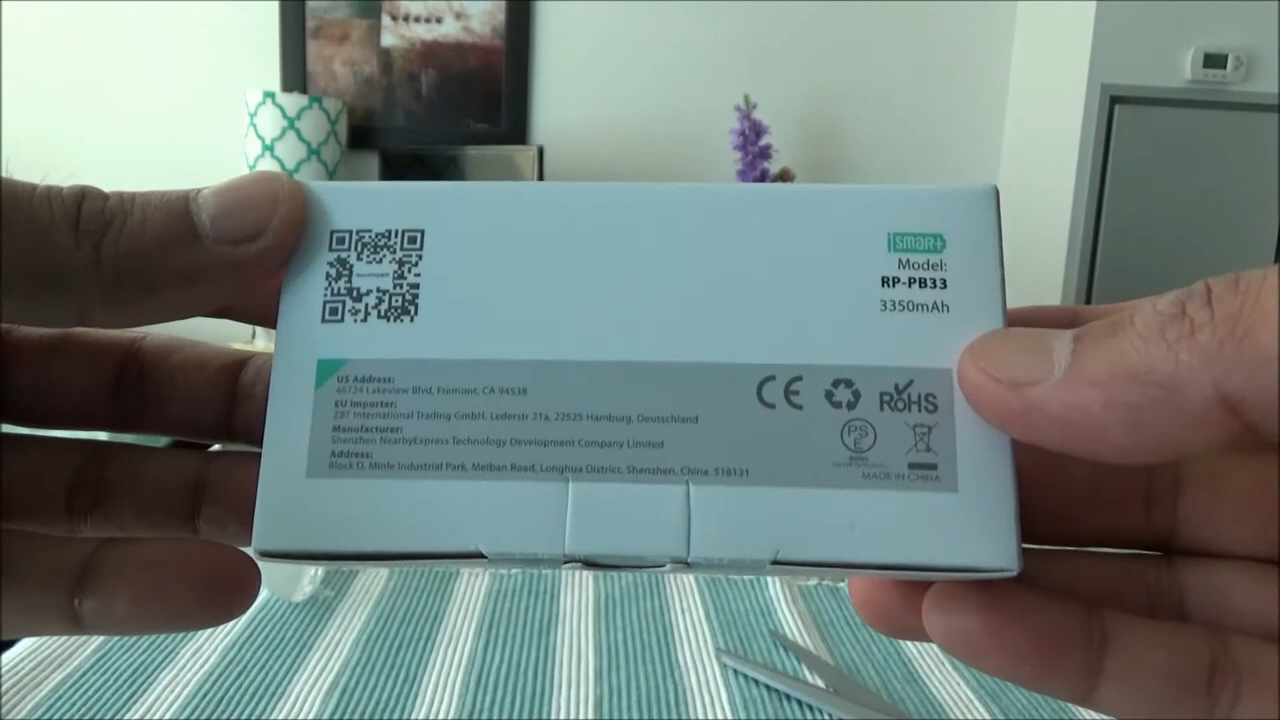 iSMART
Model:
RP-PB33
3350mAh
US Address:
46724 Lakeview Blvd, Fremont, CA 94538
EU Importer:
ZBT International Trading GmbH, Lederstr 21a, 22525 Hamburg, Deutschland
Manufacturer:
Shenzhen NearbyExpress Technology Development Company Limited
Address:
Block D, Minle Industrial Park, Meiban Road, Longhua District, Shenzhen, China. 518131
CE
RoHS
PS
E
MADE IN CHINA